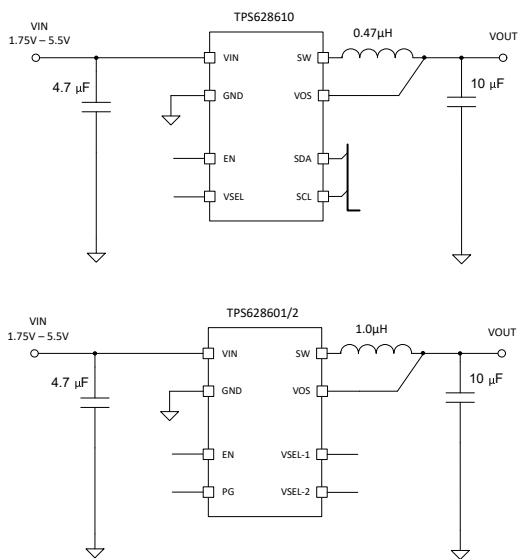 TPS628610
VIN
1.75V – 5.5V
0.47µH
VOUT
VIN
SW
4.7 µF
GND
VOS
10 µF
EN
SDA
VSEL
SCL
TPS628601/2
VIN
1.75V – 5.5V
1.0µH
VOUT
VIN
SW
4.7 µF
GND
VOS
10 µF
EN
VSEL-1
PG
VSEL-2